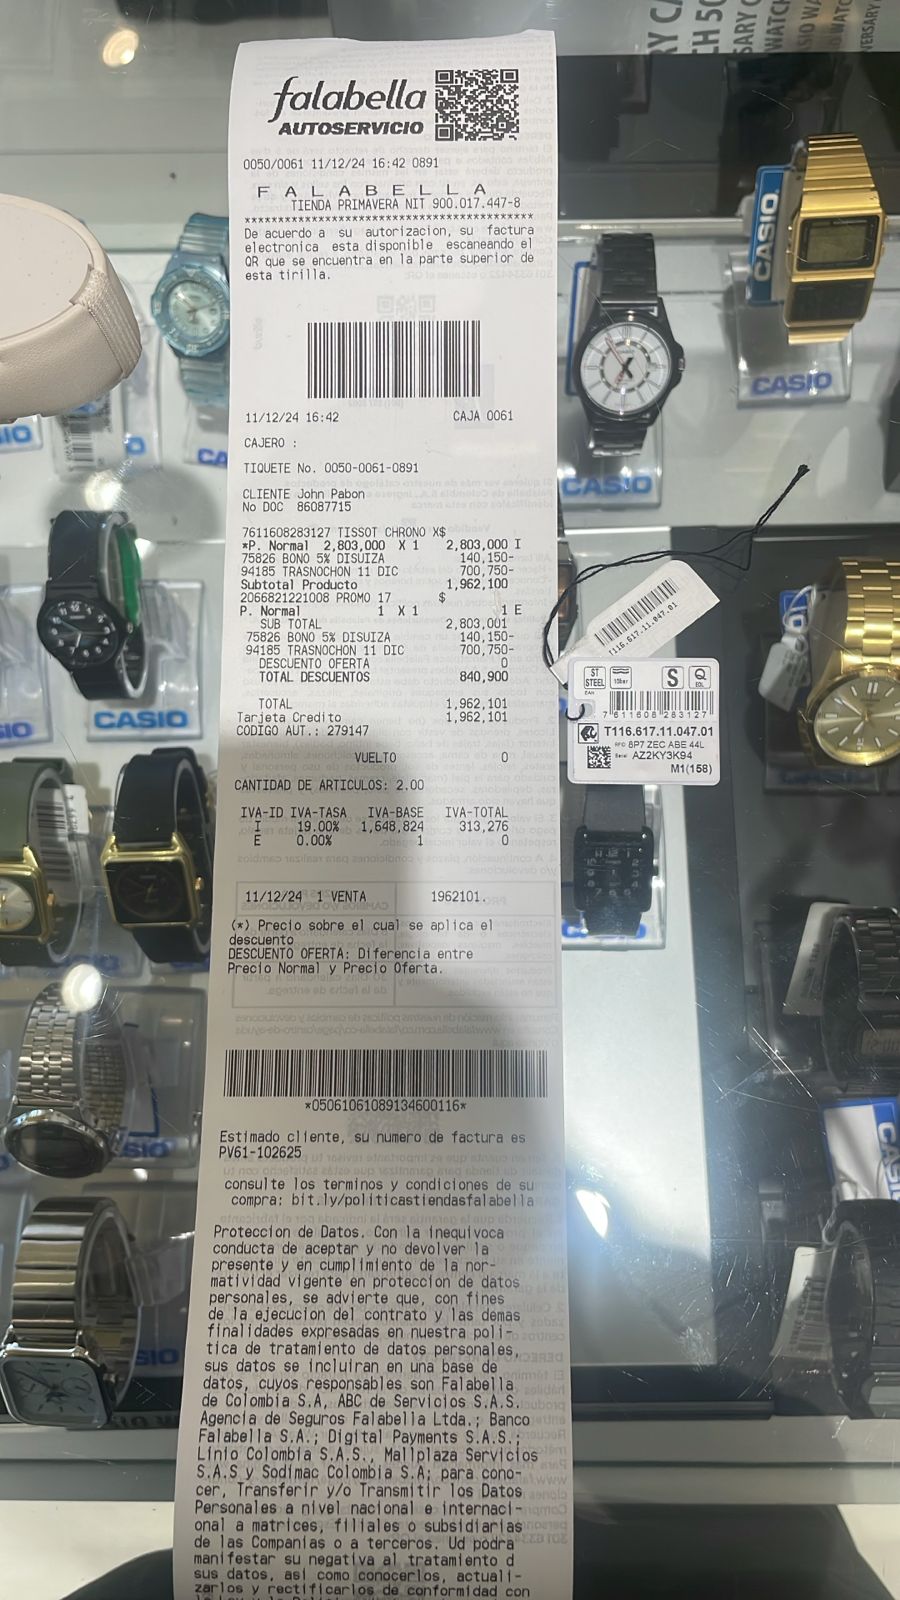 falabella
AUTOSERVICIO
0050/0061 11/12/24 16:42 0891
F A L A B E L L A
TIENDA PRIMAVERA NIT 900.017.447-8
****************************************
De acuerdo a su autorizacion, su factura
electronica esta disponible escaneando el
QR que se encuentra en la parte superior de
esta tirilla.
11/12/24 16:42 CAJA 0061
CAJERO :
TIQUETE No. 0050-0061-0891
CLIENTE John Pabon
No DOC 86087715
7611608283127 TISSOT CHRONO X$
*P. Normal 2,803,000 X 1 2,803,000 I
75826 BONO 5% DISUIZA 140,150-
94185 TRASNOCHON 11 DIC 700,750-
Subtotal Producto 1,962,100
2066821221008 PROMO 17 $
P. Normal 1 X 1 1 E
SUB TOTAL 2,803,001
75826 BONO 5% DISUIZA 140,150-
94185 TRASNOCHON 11 DIC 700,750-
DESCUENTO OFERTA 0
TOTAL DESCUENTOS 840,900
TOTAL 1,962,101
Tarjeta Credito 1,962,101
CODIGO AUT.: 279147
VUELTO 0
CANTIDAD DE ARTICULOS: 2.00
IVA-ID IVA-TASA IVA-BASE IVA-TOTAL
I 19.00% 1,648,824 313,276
E 0.00% 1 0
11/12/24 1 VENTA 1962101.
(*) Precio sobre el cual se aplica el
descuento
DESCUENTO OFERTA: Diferencia entre
Precio Normal y Precio Oferta.
*05061061089134600116*
Estimado cliente, su numero de factura es
PV61-102625
consulte los terminos y condiciones de su
compra: bit.ly/politicastiendasfalabella
Proteccion de Datos. Con la inequivoca
conducta de aceptar y no devolver la
presente y en cumplimiento de la nor-
matividad vigente en proteccion de datos
personales, se advierte que, con fines
de la ejecucion del contrato y las demas
finalidades expresadas en nuestra poli-
tica de tratamiento de datos personales,
sus datos se incluiran en una base de
datos, cuyos responsables son Falabella
de Colombia S.A, ABC de Servicios S.A.S,
Agencia de Seguros Falabella Ltda.; Banco
Falabella S.A.; Digital Payments S.A.S.;
Linio Colombia S.A.S., Mallplaza Servicios
S.A.S y Sodimac Colombia S.A; para cono-
cer, Transferir y/o Transmitir los Datos
Personales a nivel nacional e internaci-
onal a matrices, filiales o subsidiarias
de las Companias o a terceros. Ud podra
manifestar su negativa al tratamiento d
sus datos, asi como conocerlos, actuali-
zarlos y rectificarlos de conformidad con
T116.617.11.047.01
ST
STEEL
10bar
S
Q
EOL
EAN
7 611608 283127
T116.617.11.047.01
8P7 ZEC ABE 44L
Serial AZ2KY3K94
M1(158)
CASIO
CASIO
CASIO
CASIO